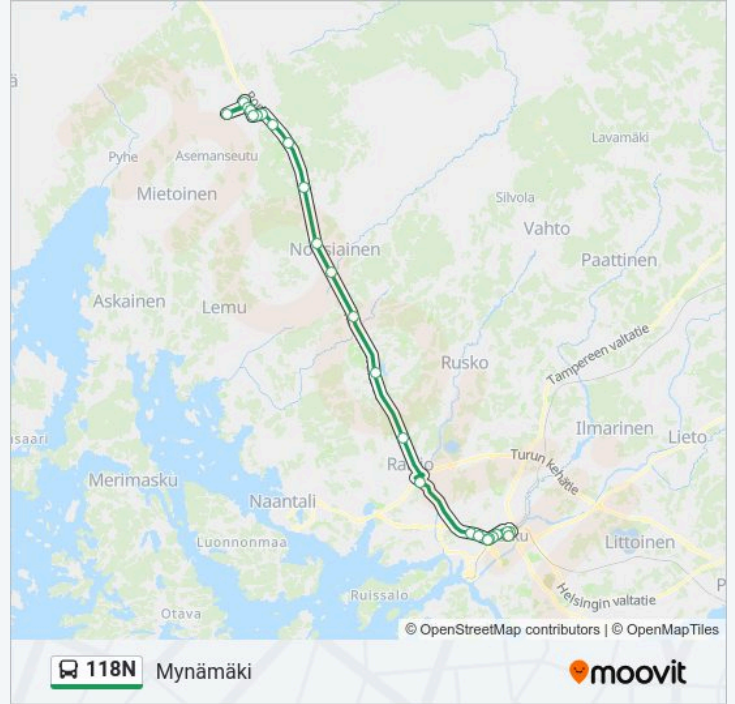 Pyhe
Asemanseutu
Lavamäki
Mietoinen
Silvola
Vahto
Paattinen
Askainen
Lemu
Tampereen valtatie
Rusko
Ilmarinen
Lieto
Turun kehätie
Merimasku
Naantali
Luonnonmaa
Littoinen
Ruissalo
Helsingin valtatie
Otava
© OpenStreetMap contributors | © OpenMapTiles
118N Mynämäki
moovit